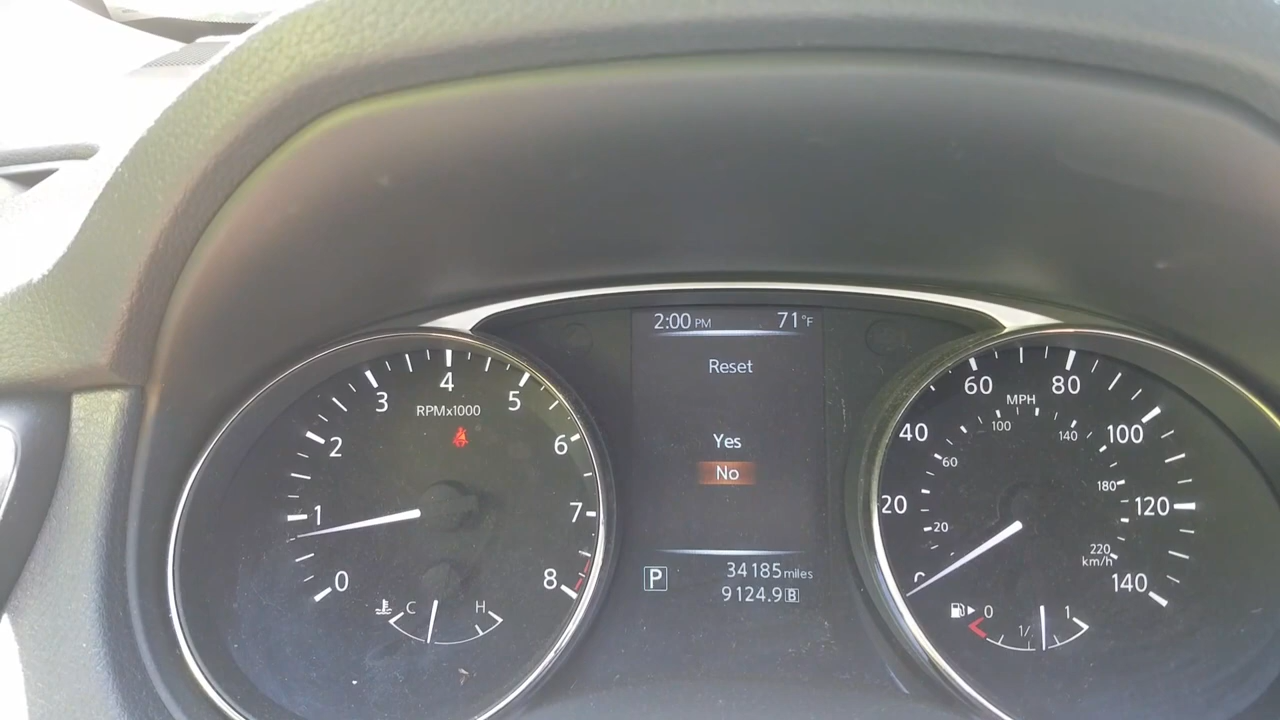 2:00 PM 71°F
Reset
Yes
No
P 34185 miles
9124.9 B
0
1
2
3
4
5
6
7
8
RPMx1000
C H
20
40
60
80
100
120
140
MPH
20
60
100
140
180
220
km/h
0 1/ 1